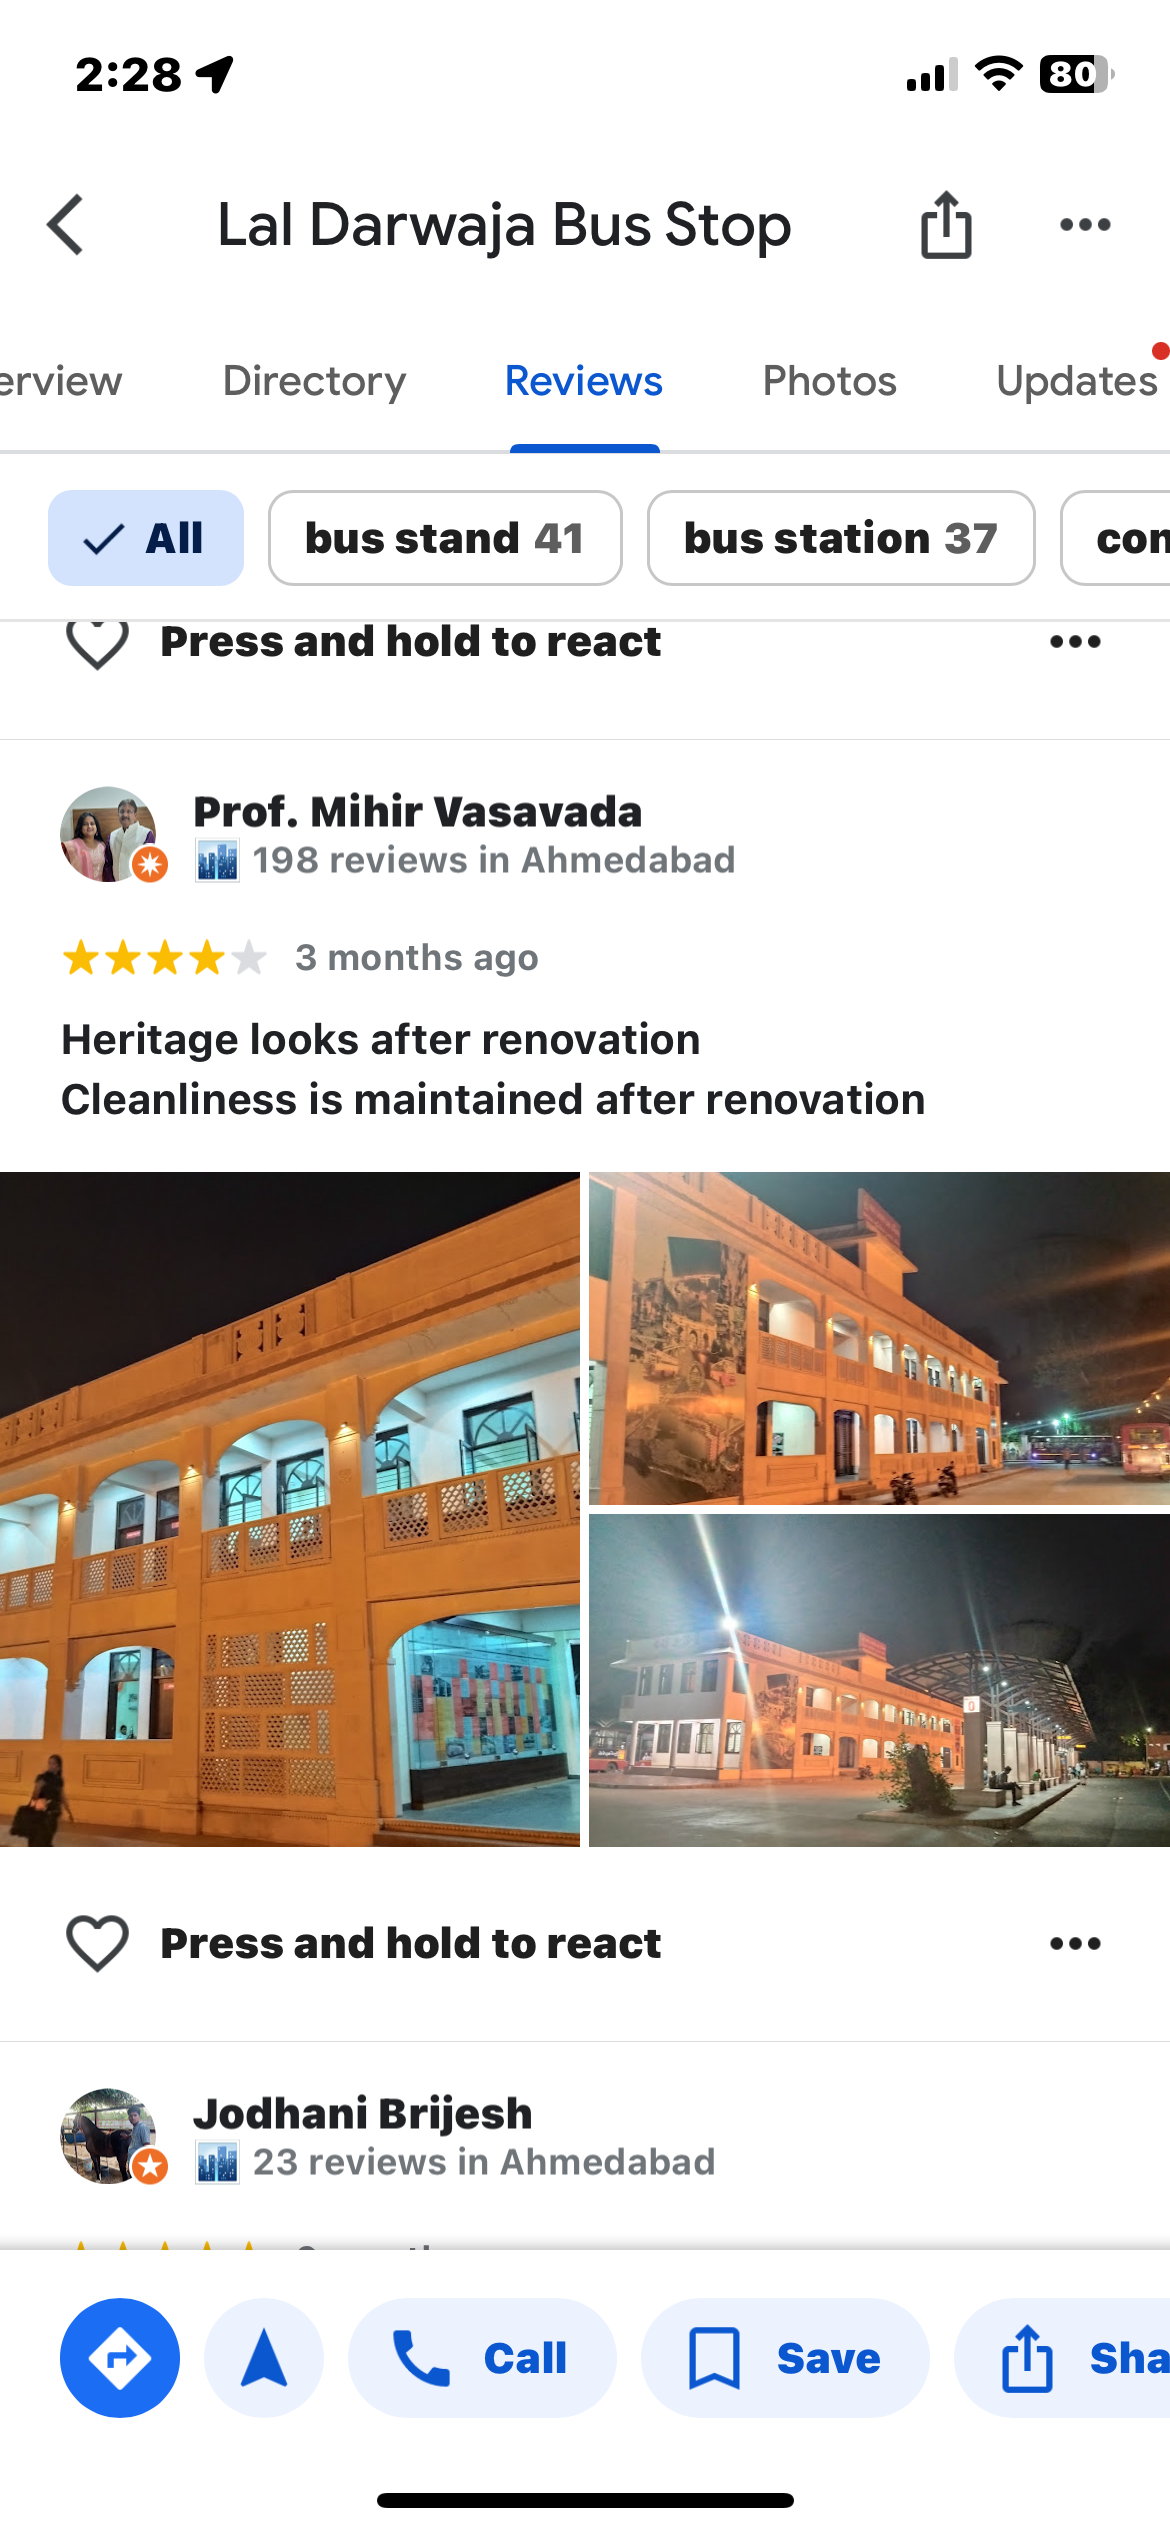 2:28
80
Lal Darwaja Bus Stop
erview Directory Reviews Photos Updates
All bus stand 41 bus station 37 con
Press and hold to react
Prof. Mihir Vasavada
198 reviews in Ahmedabad
3 months ago
Heritage looks after renovation
Cleanliness is maintained after renovation
Press and hold to react
Jodhani Brijesh
23 reviews in Ahmedabad
Call Save Sha